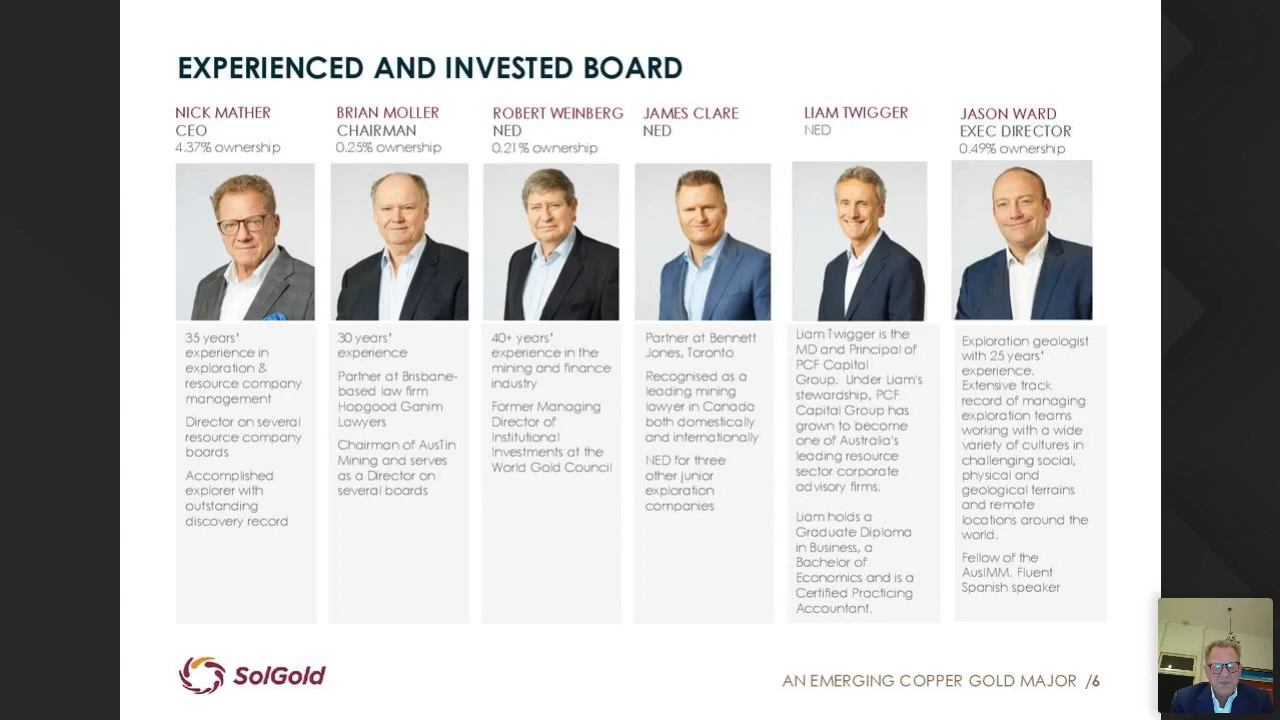 EXPERIENCED AND INVESTED BOARD
NICK MATHER
CEO
4.37% ownership
35 years'
experience in
exploration &
resource company
management
Director on several
resource company
boards
Accomplished
explorer with
outstanding
discovery record
BRIAN MOLLER
CHAIRMAN
0.25% ownership
30 years'
experience
Partner at Brisbane-
based law firm
Hopgood Ganim
Lawyers
Chairman of AusTin
Mining and serves
as a Director on
several boards
ROBERT WEINBERG
NED
0.21% ownership
40+ years'
experience in the
mining and finance
industry
Former Managing
Director of
Institutional
Investments at the
World Gold Council
JAMES CLARE
NED
Partner at Bennett
Jones, Toronto
Recognised as a
leading mining
lawyer in Canada
both domestically
and internationally
NED for three
other junior
exploration
companies
LIAM TWIGGER
NED
Liam Twigger is the
MD and Principal of
PCF Capital
Group. Under Liam's
stewardship, PCF
Capital Group has
grown to become
one of Australia's
leading resource
sector corporate
advisory firms.
Liam holds a
Graduate Diploma
in Business, a
Bachelor of
Economics and is a
Certified Practicing
Accountant.
JASON WARD
EXEC DIRECTOR
0.49% ownership
Exploration geologist
with 25 years'
experience.
Extensive track
record of managing
exploration teams
working with a wide
variety of cultures in
challenging social,
physical and
geological terrains
and remote
locations around the
world.
Fellow of the
AusIMM. Fluent
Spanish speaker
SolGold
AN EMERGING COPPER GOLD MAJOR /6